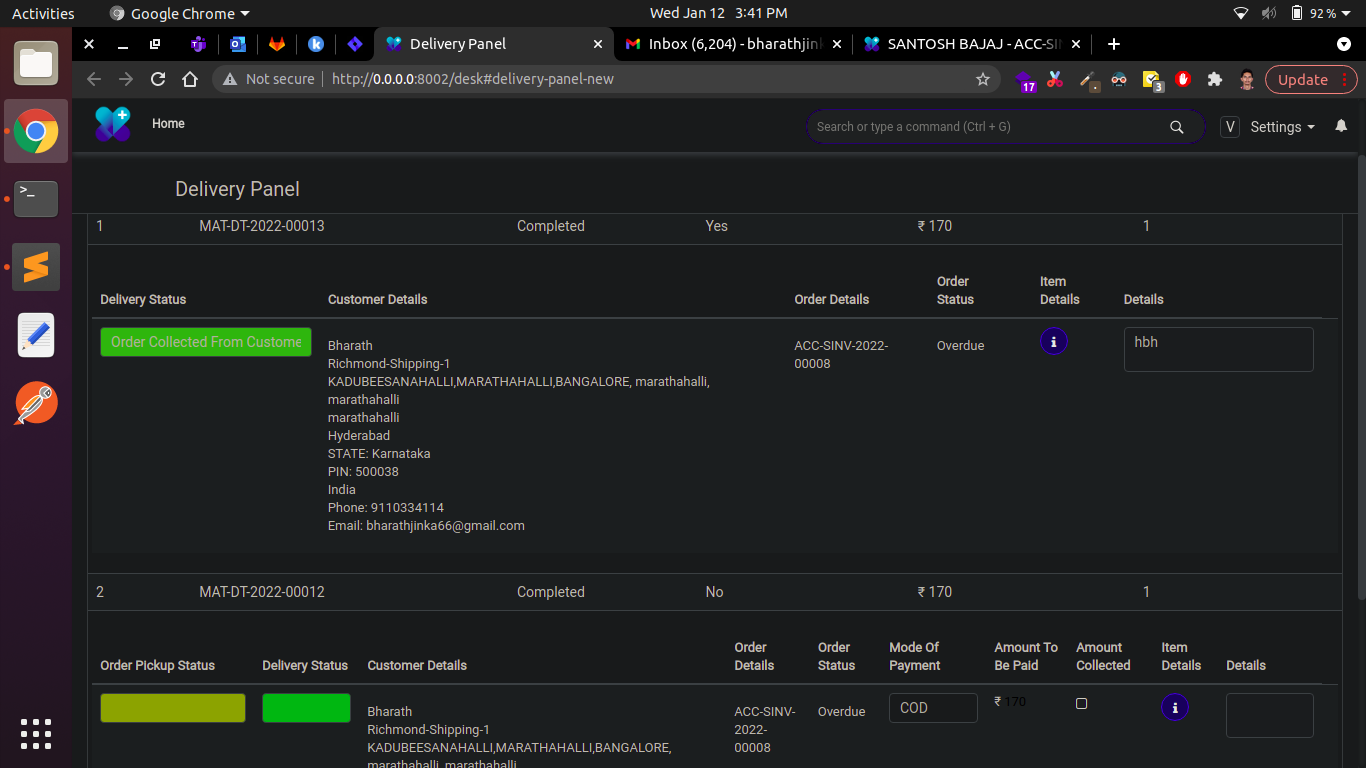 Activities Google Chrome Wed Jan 12 3:41 PM 92 %
Delivery Panel Inbox (6,204) - bharathjink SANTOSH BAJAJ - ACC-SI
Not secure http://0.0.0.0:8002/desk#delivery-panel-new 17 3 Update
Home Search or type a command (Ctrl + G) V Settings
Delivery Panel
1 MAT-DT-2022-00013 Completed Yes ₹ 170 1
Delivery Status Customer Details Order Details Order Status Item Details Details
Order Collected From Custome
Bharath
Richmond-Shipping-1
KADUBEESANAHALLI,MARATHAHALLI,BANGALORE, marathahalli,
marathahalli
marathahalli
Hyderabad
STATE: Karnataka
PIN: 500038
India
Phone: 9110334114
Email: bharathjinka66@gmail.com
ACC-SINV-2022-
00008
Overdue
i
hbh
2 MAT-DT-2022-00012 Completed No ₹ 170 1
Order Pickup Status Delivery Status Customer Details Order Details Order Status Mode Of Payment Amount To Be Paid Amount Collected Item Details Details
Bharath
Richmond-Shipping-1
KADUBEESANAHALLI,MARATHAHALLI,BANGALORE,
marathahalli, marathahalli
ACC-SINV-
2022-
00008
Overdue
COD
₹ 170
i